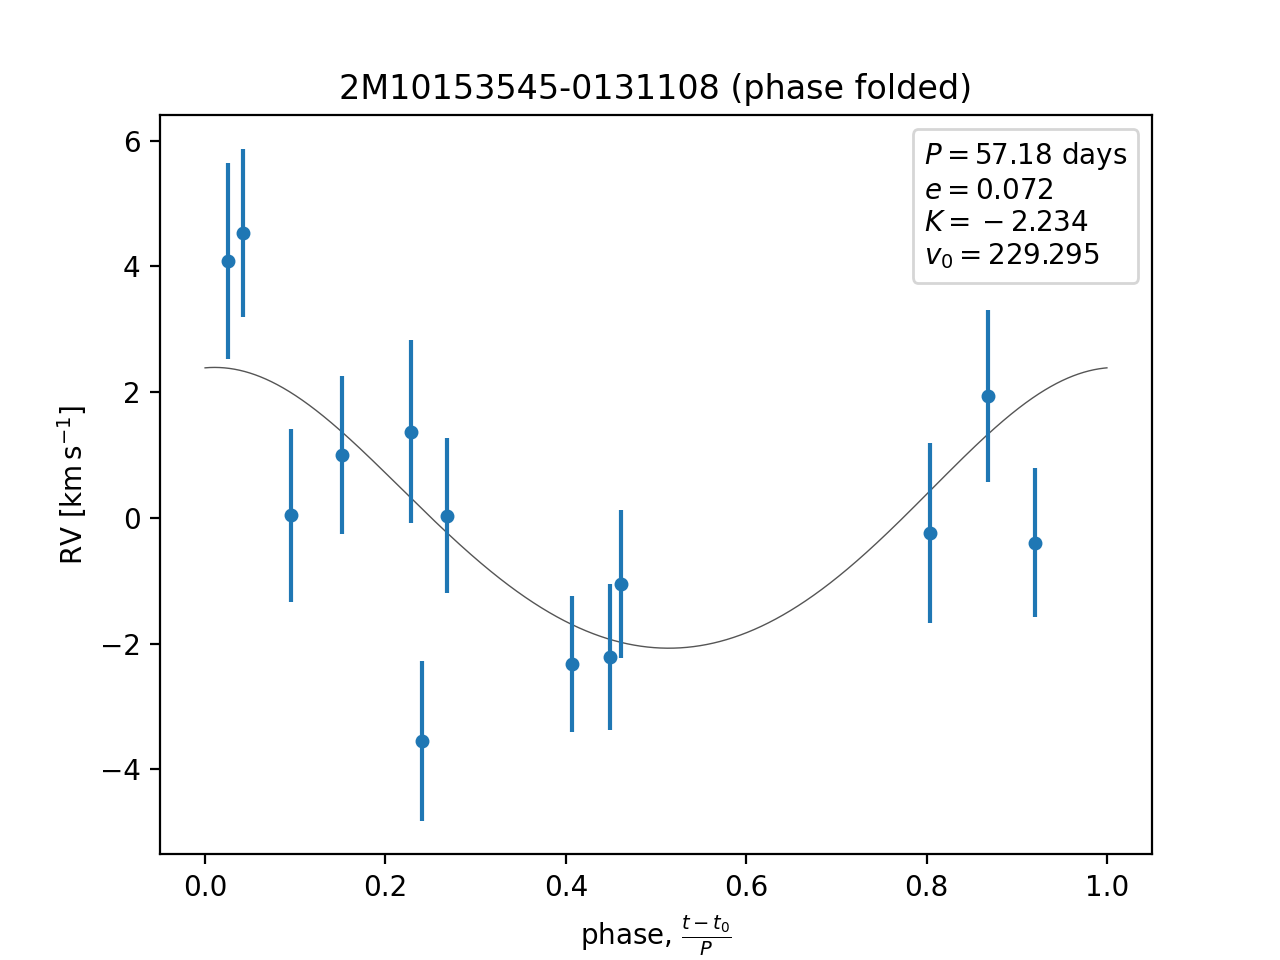 2M10153545-0131108 (phase folded)
P = 57.18 days
e = 0.072
K = −2.234
v₀ = 229.295
6
4
2
0
−2
−4
RV [km s⁻¹]
0.0 0.2 0.4 0.6 0.8 1.0
phase, (t − t₀)/P